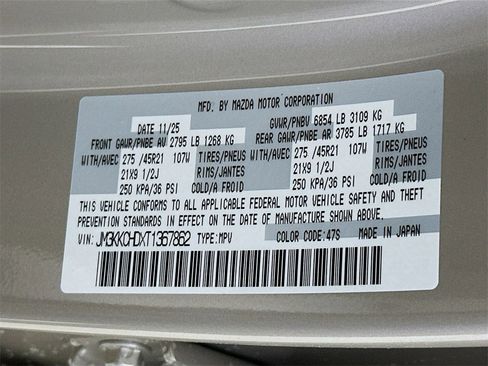 MFD. BY MAZDA MOTOR CORPORATION
DATE 11/25 GVWR/PNBV 6854 LB 3109 KG
FRONT GAWR/PNBE AV 2795 LB 1268 KG REAR GAWR/PNBE AR 3785 LB 1717 KG
WITH/AVEC 275 /45R21 107W TIRES/PNEUS WITH/AVEC 275 /45R21 107W TIRES/PNEUS
21X9 1/2J RIMS/JANTES 21X9 1/2J RIMS/JANTES
250 KPA/36 PSI COLD/A FROID 250 KPA/36 PSI COLD/A FROID
THIS VEHICLE CONFORMS TO ALL APPLICABLE FEDERAL MOTOR VEHICLE SAFETY AND THEFT
PREVENTION STANDARDS IN EFFECT ON THE DATE OF MANUFACTURE SHOWN ABOVE.
VIN: JM3KKCHDXT1367862 TYPE: MPV COLOR CODE: 47S MADE IN JAPAN